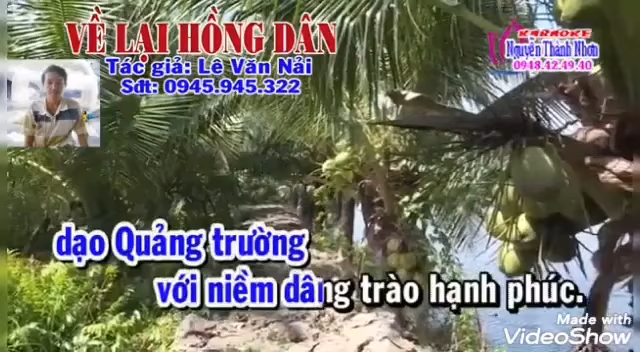 VỀ LẠI HỒNG DÂN
Tác giả: Lê Văn Nải
Sđt: 0945.945.322
KARAOKE
Nguyễn Thành Nhơn
0948.42.49.40
dạo Quảng trường
với niềm dâng trào hạnh phúc.
Made with
VideoShow